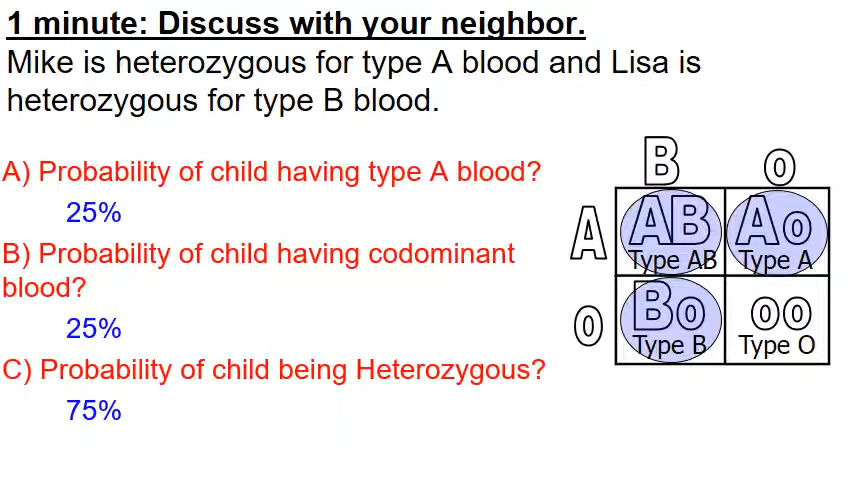 1 minute: Discuss with your neighbor.
Mike is heterozygous for type A blood and Lisa is
heterozygous for type B blood.
A) Probability of child having type A blood?
25%
B) Probability of child having codominant
blood?
25%
C) Probability of child being Heterozygous?
75%
B o
A AB Ao
Type AB Type A
o Bo oo
Type B Type O